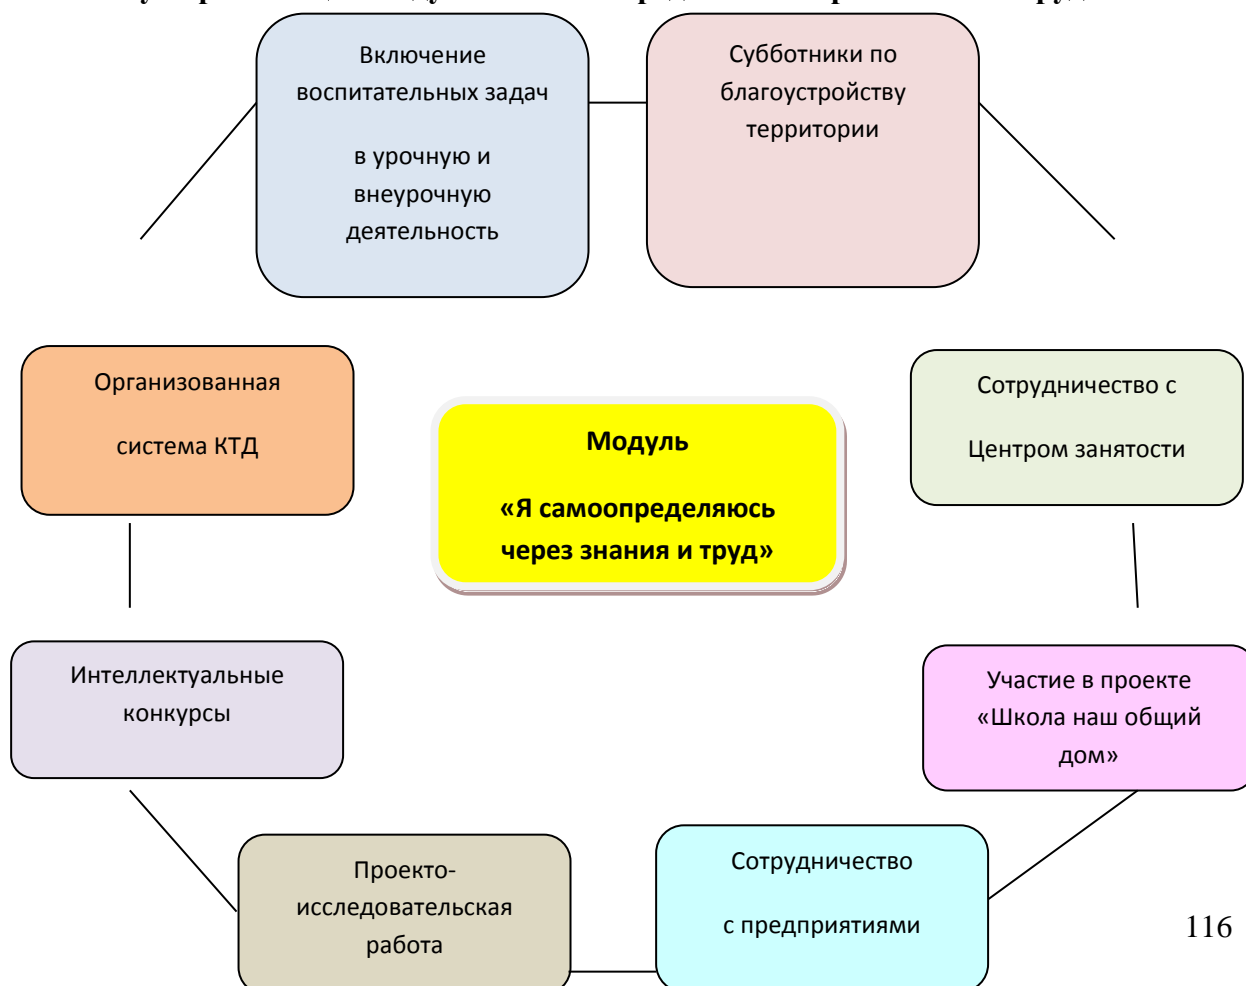 Включение
воспитательных задач
в урочную и
внеурочную
деятельность
Субботники по
благоустройству
территории
Организованная
система КТД
Модуль
«Я самоопределяюсь
через знания и труд»
Сотрудничество с
Центром занятости
Интеллектуальные
конкурсы
Участие в проекте
«Школа наш общий
дом»
Проекто-
исследовательская
работа
Сотрудничество
с предприятиями
116